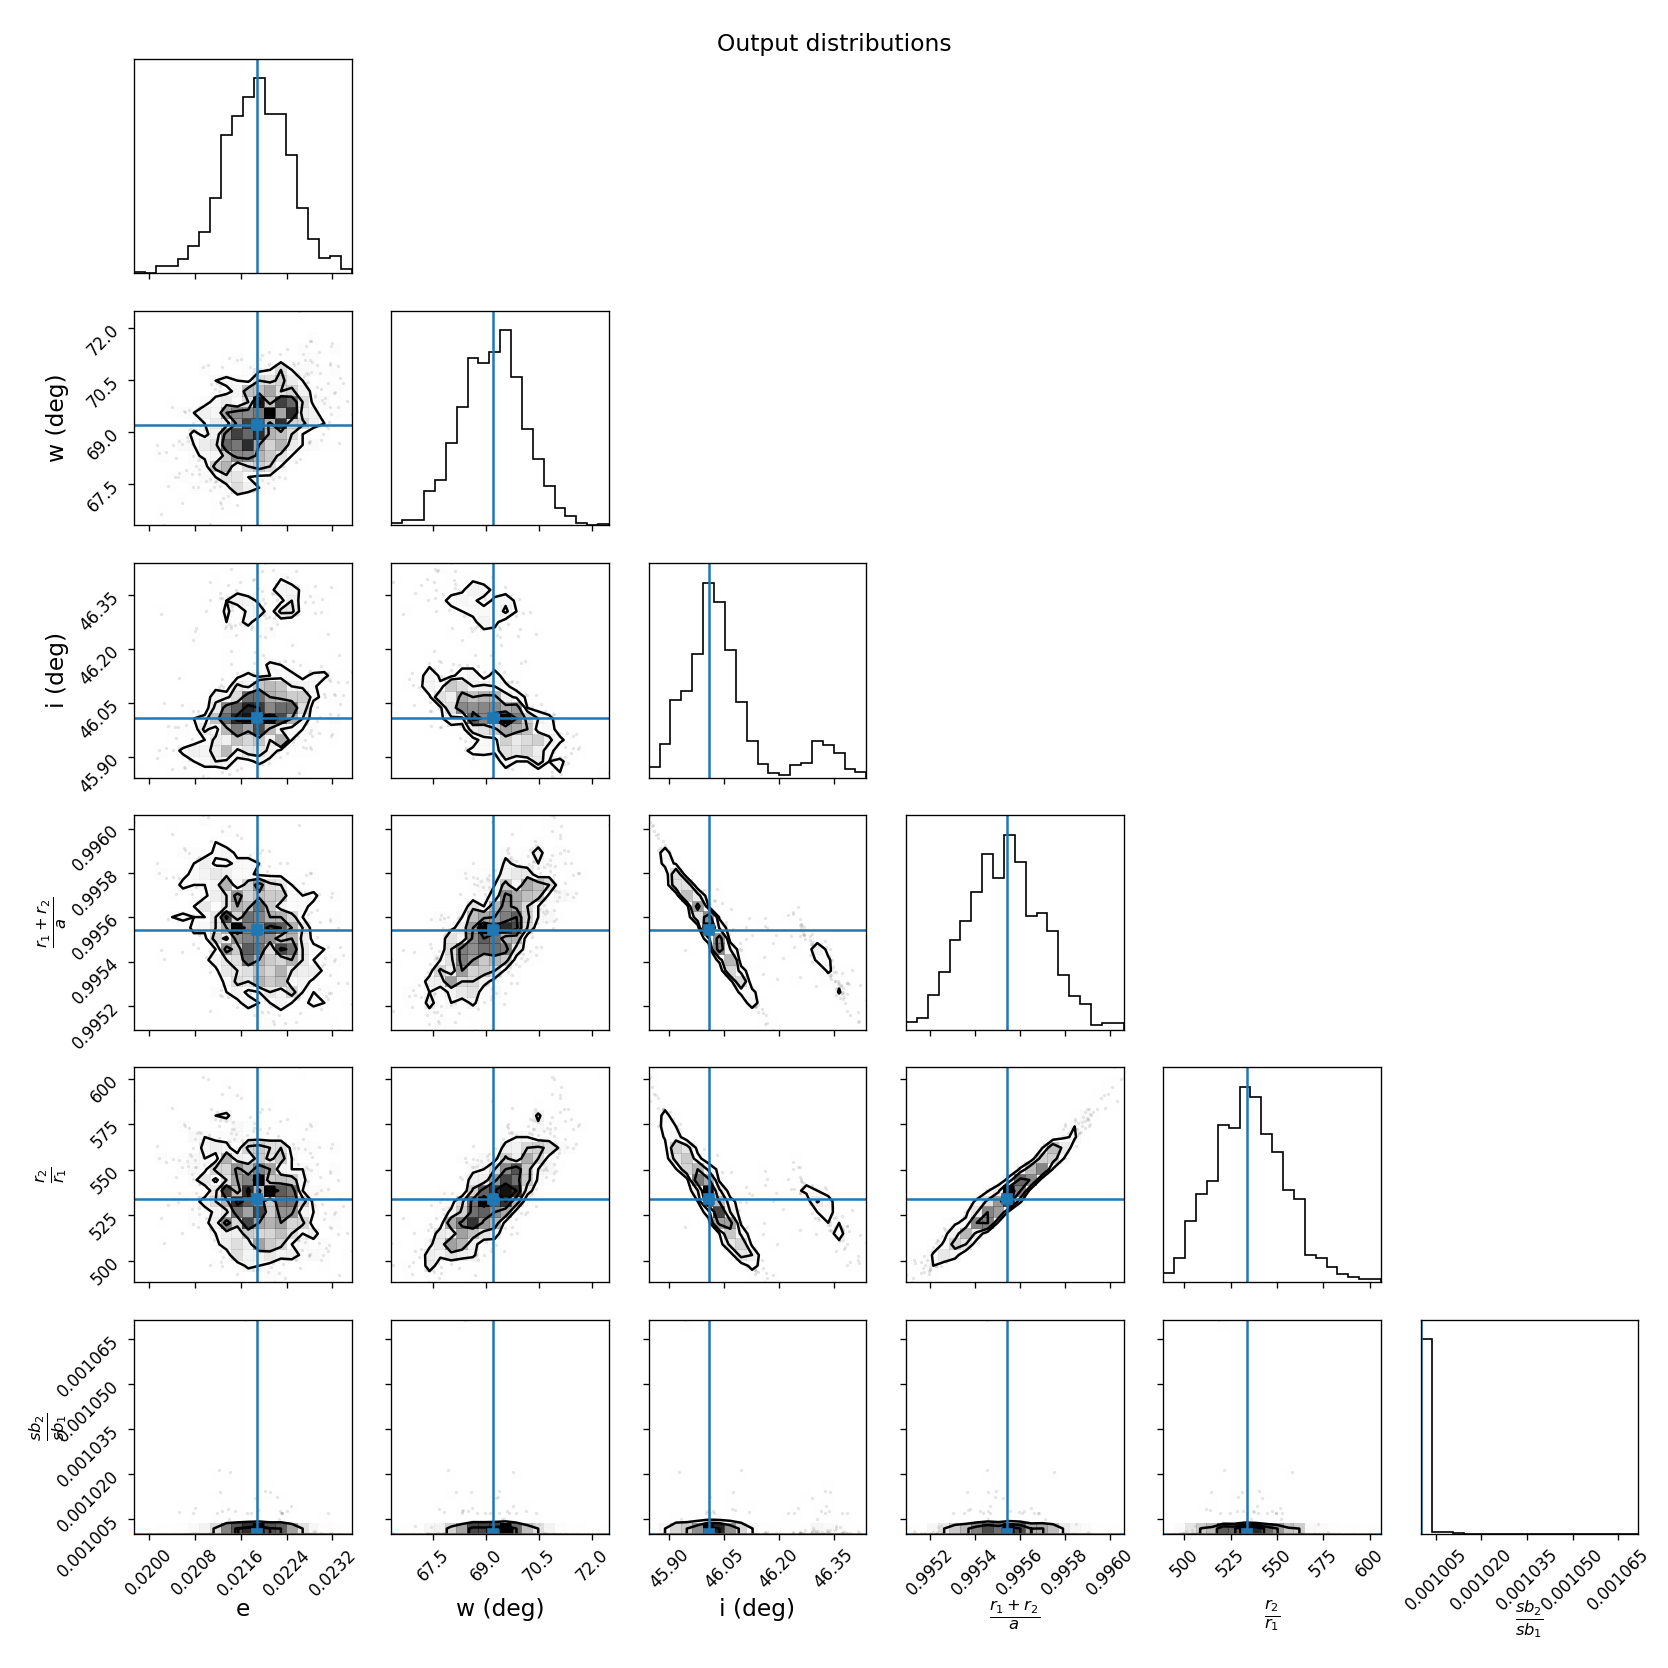 Output distributions
w (deg)
72.0
70.5
69.0
67.5
i (deg)
46.35
46.20
46.05
45.90
r₁ + r₂
a
0.9960
0.9958
0.9956
0.9954
0.9952
r₂
r₁
600
575
550
525
500
sb₂
sb₁
0.001065
0.001050
0.001035
0.001020
0.001005
0.0200 0.0208 0.0216 0.0224 0.0232
e
67.5 69.0 70.5 72.0
w (deg)
45.90 46.05 46.20 46.35
i (deg)
0.9952 0.9954 0.9956 0.9958 0.9960
r₁ + r₂
a
500 525 550 575 600
r₂
r₁
0.001005 0.001020 0.001035 0.001050 0.001065
sb₂
sb₁